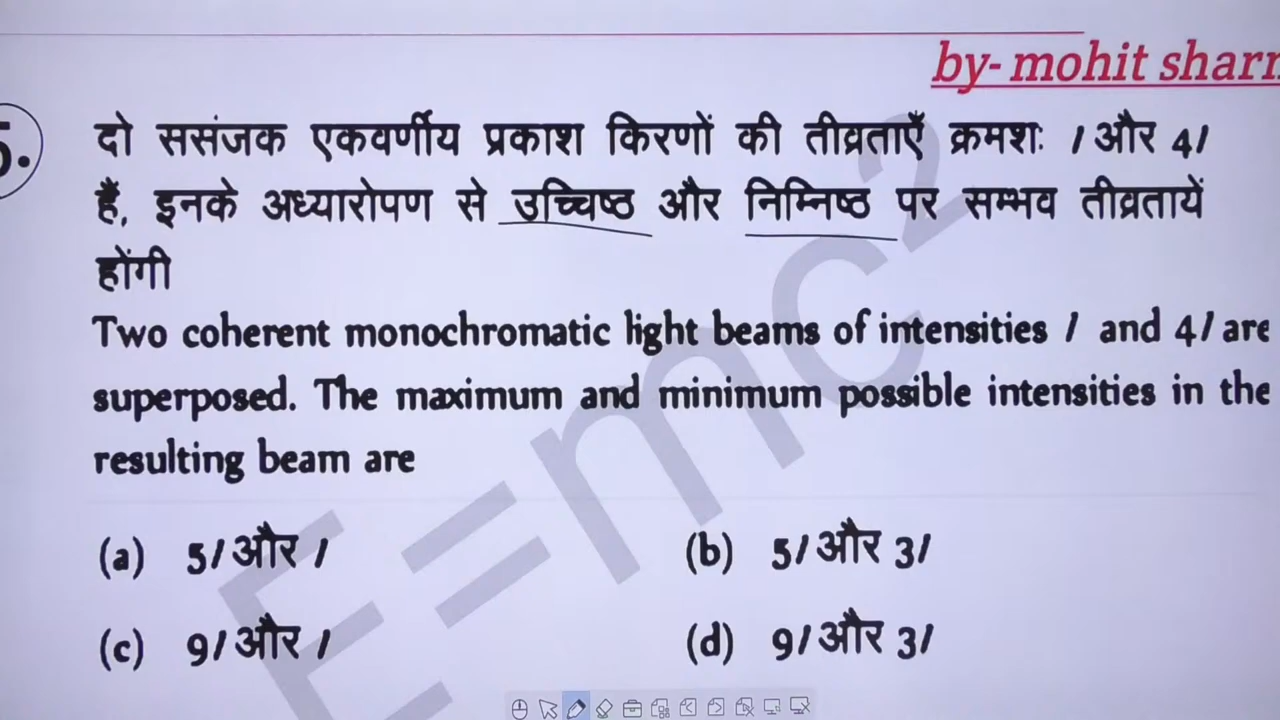 by- mohit sharm
5.
दो ससंजक एकवर्णीय प्रकाश किरणों की तीव्रताएँ क्रमशः I और 4I
हैं, इनके अध्यारोपण से उच्चिष्ठ और निम्निष्ठ पर सम्भव तीव्रतायें
होंगी
Two coherent monochromatic light beams of intensities I and 4I are
superposed. The maximum and minimum possible intensities in the
resulting beam are
(a) 5I और I
(b) 5I और 3I
(c) 9I और I
(d) 9I और 3I
E=mc²